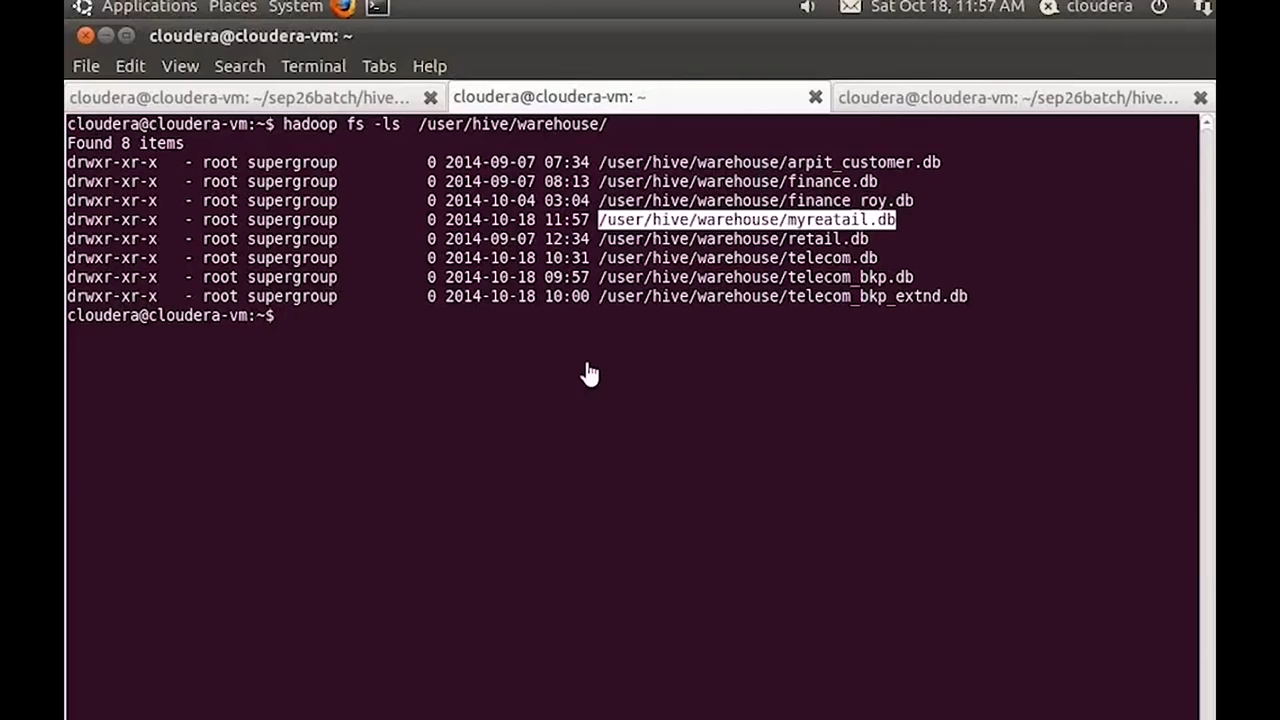 Applications Places System Sat Oct 18, 11:57 AM cloudera
cloudera@cloudera-vm: ~
File Edit View Search Terminal Tabs Help
cloudera@cloudera-vm: ~/sep26batch/hive... cloudera@cloudera-vm: ~ cloudera@cloudera-vm: ~/sep26batch/hive...
cloudera@cloudera-vm:~$ hadoop fs -ls  /user/hive/warehouse/
Found 8 items
drwxr-xr-x   - root supergroup          0 2014-09-07 07:34 /user/hive/warehouse/arpit_customer.db
drwxr-xr-x   - root supergroup          0 2014-09-07 08:13 /user/hive/warehouse/finance.db
drwxr-xr-x   - root supergroup          0 2014-10-04 03:04 /user/hive/warehouse/finance_roy.db
drwxr-xr-x   - root supergroup          0 2014-10-18 11:57 /user/hive/warehouse/myreatail.db
drwxr-xr-x   - root supergroup          0 2014-09-07 12:34 /user/hive/warehouse/retail.db
drwxr-xr-x   - root supergroup          0 2014-10-18 10:31 /user/hive/warehouse/telecom.db
drwxr-xr-x   - root supergroup          0 2014-10-18 09:57 /user/hive/warehouse/telecom_bkp.db
drwxr-xr-x   - root supergroup          0 2014-10-18 10:00 /user/hive/warehouse/telecom_bkp_extnd.db
cloudera@cloudera-vm:~$